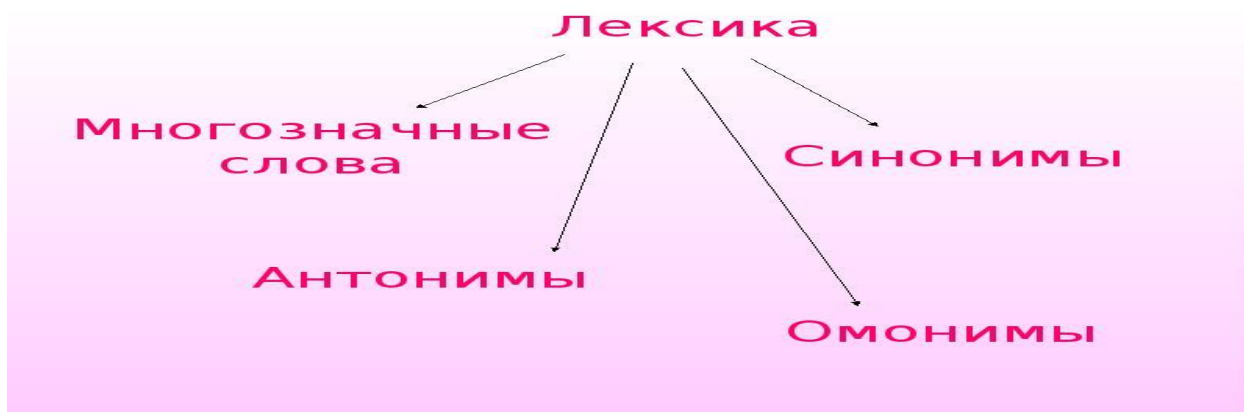 Лексика
Многозначные
слова
Синонимы
Антонимы
Омонимы